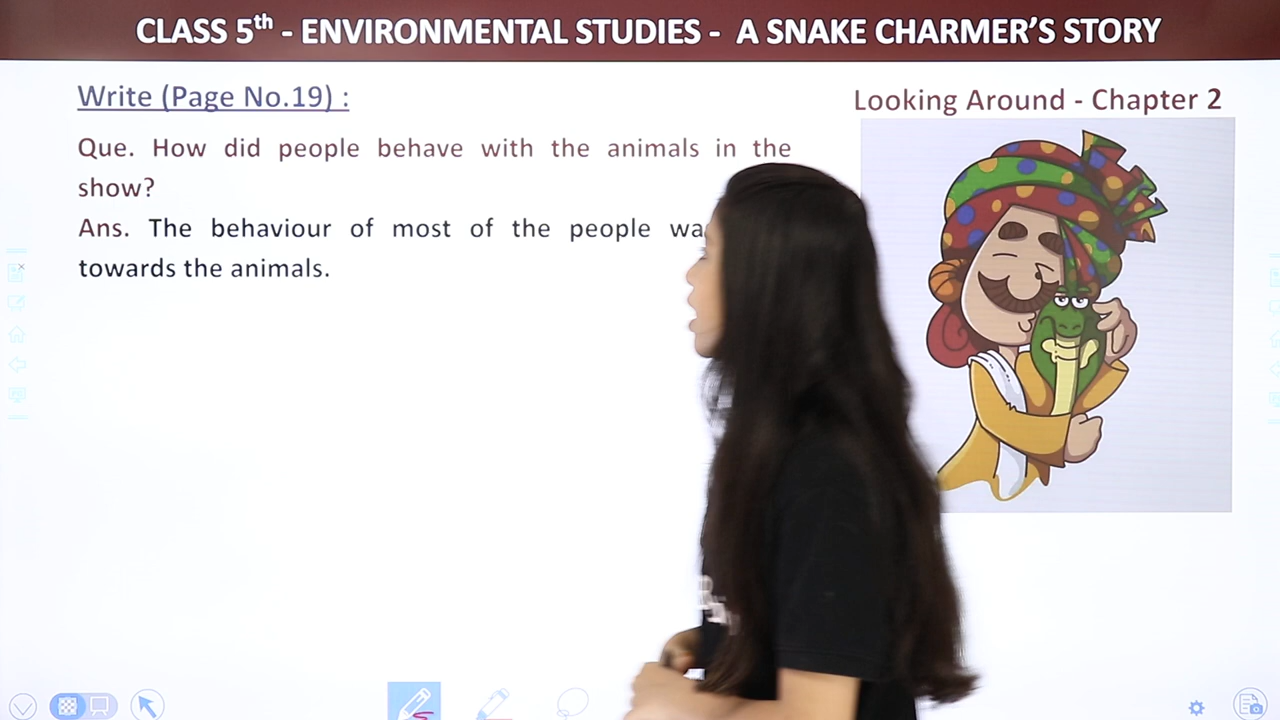 CLASS 5th - ENVIRONMENTAL STUDIES - A SNAKE CHARMER'S STORY
Write (Page No.19) :
Looking Around - Chapter 2
Que. How did people behave with the animals in the
show?
Ans. The behaviour of most of the people
towards the animals.